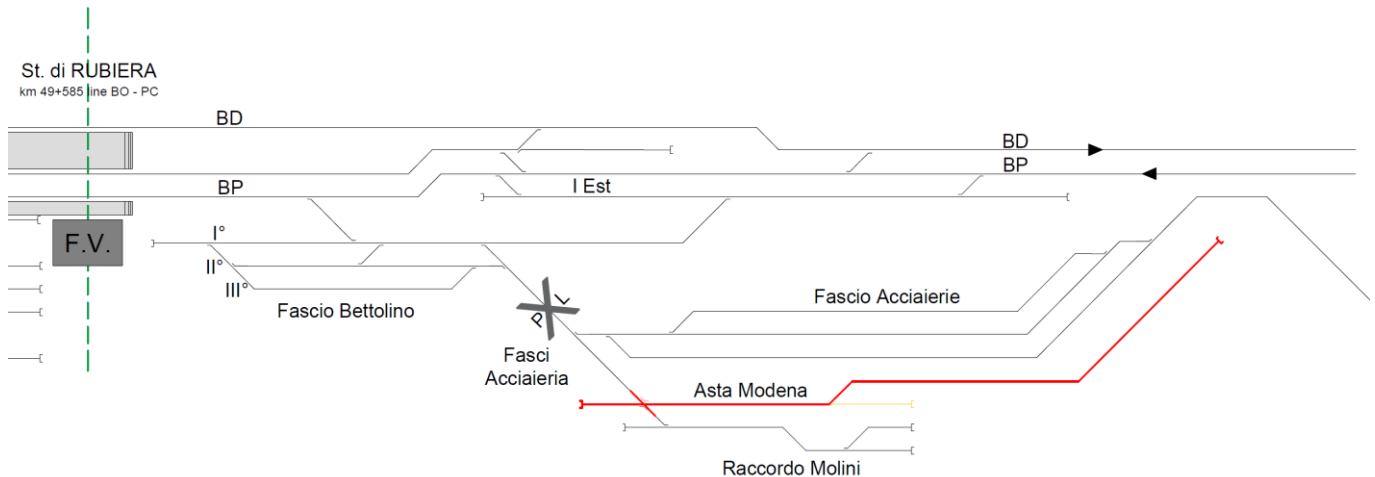 St. di RUBIERA
km 49+585 line BO - PC
BD
BD
BP
BP
I Est
F.V.
I°
II°
III°
Fascio Bettolino
P L
Fasci
Acciaieria
Fascio Acciaierie
Asta Modena
Raccordo Molini